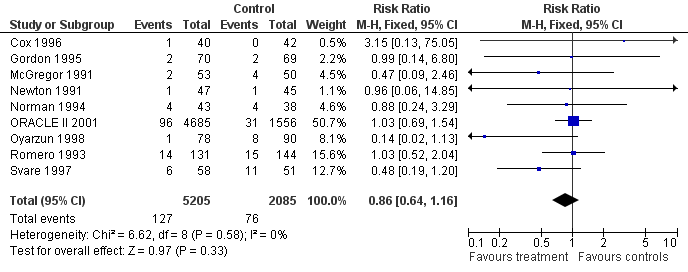 Control Risk Ratio Risk Ratio
Study or Subgroup Events Total Events Total Weight M-H, Fixed, 95% CI M-H, Fixed, 95% CI
Cox 1996 1 40 0 42 0.5% 3.15 [0.13, 75.05]
Gordon 1995 2 70 2 69 2.2% 0.99 [0.14, 6.80]
McGregor 1991 2 53 4 50 4.5% 0.47 [0.09, 2.46]
Newton 1991 1 47 1 45 1.1% 0.96 [0.06, 14.85]
Norman 1994 4 43 4 38 4.6% 0.88 [0.24, 3.29]
ORACLE II 2001 96 4685 31 1556 50.7% 1.03 [0.69, 1.54]
Oyarzun 1998 1 78 8 90 8.1% 0.14 [0.02, 1.13]
Romero 1993 14 131 15 144 15.6% 1.03 [0.52, 2.04]
Svare 1997 6 58 11 51 12.7% 0.48 [0.19, 1.20]
Total (95% CI) 5205 2085 100.0% 0.86 [0.64, 1.16]
Total events 127 76
Heterogeneity: Chi² = 6.62, df = 8 (P = 0.58); I² = 0%
Test for overall effect: Z = 0.97 (P = 0.33)
0.1 0.2 0.5 1 2 5 10
Favours treatment Favours controls